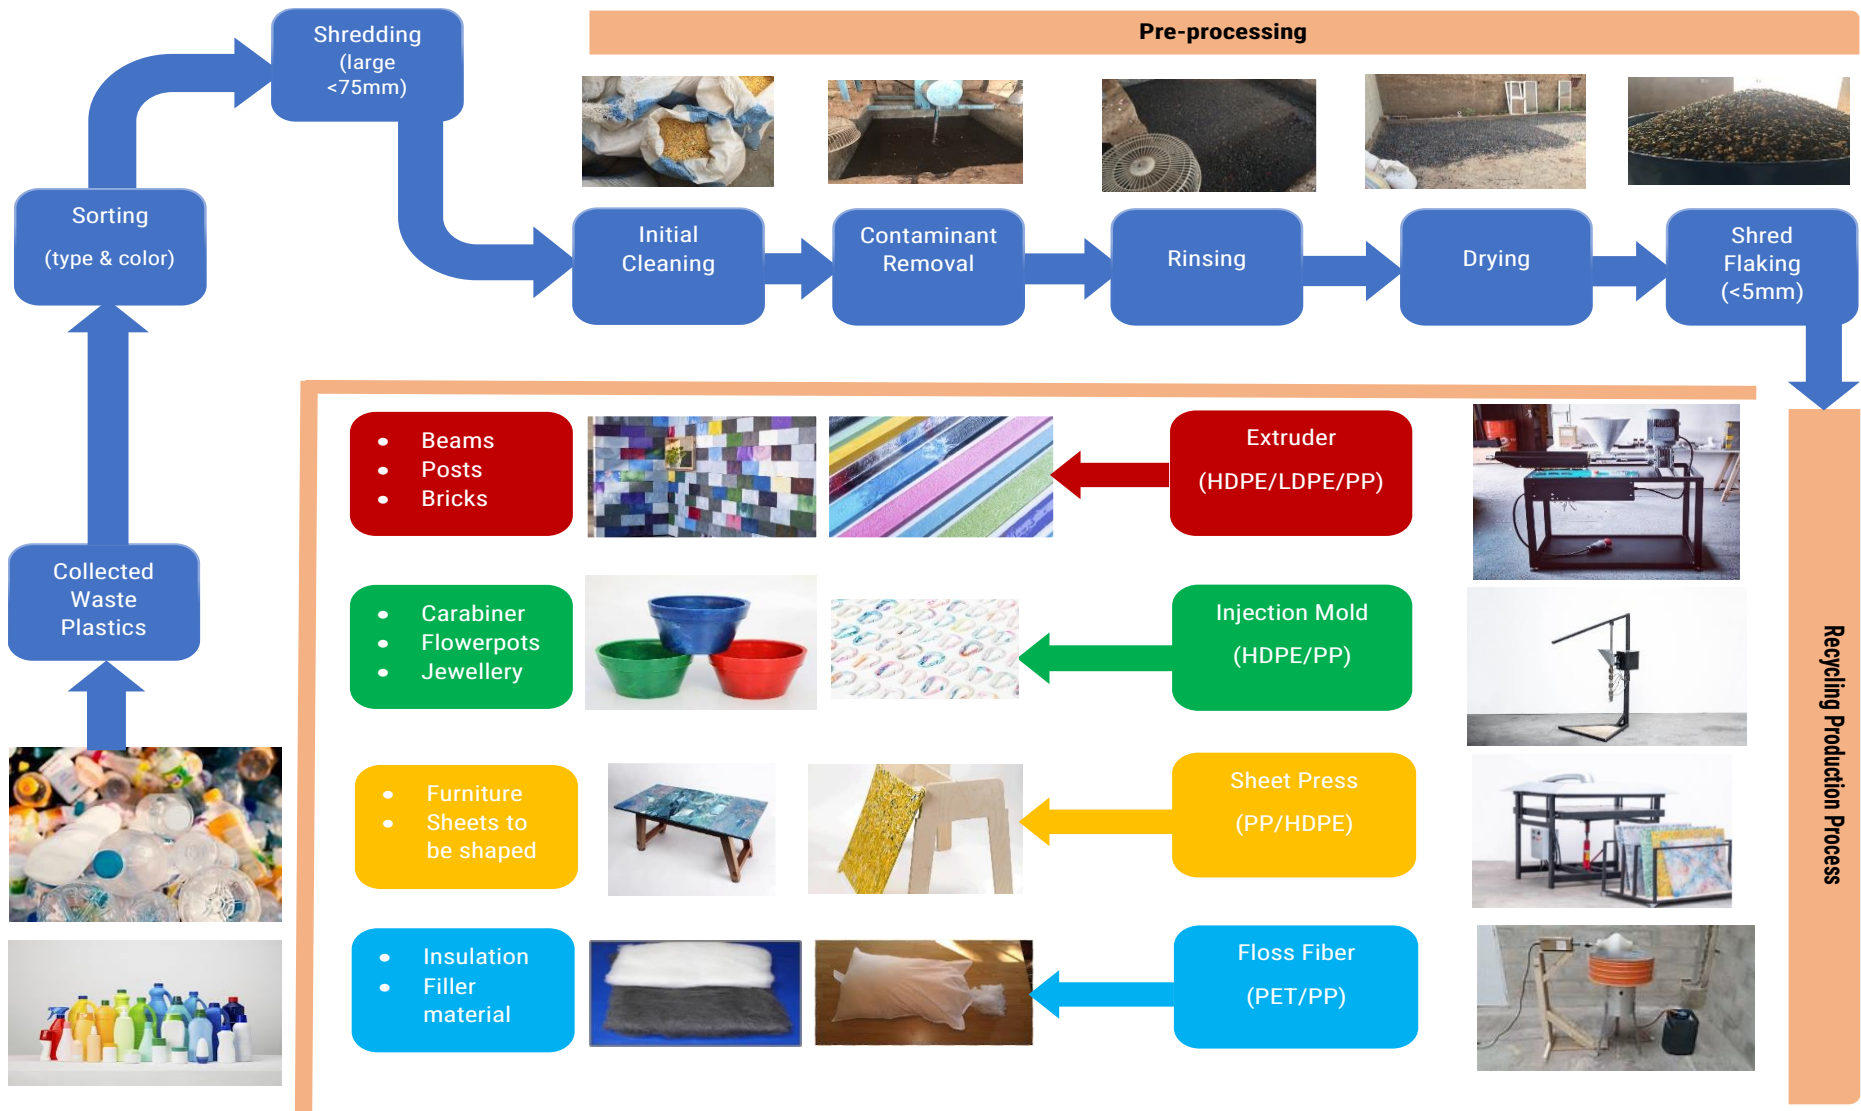 Shredding
(large
<75mm)
Pre-processing
Sorting
(type & color)
Initial
Cleaning
Contaminant
Removal
Rinsing
Drying
Shred
Flaking
(<5mm)
Collected
Waste
Plastics
• Beams
• Posts
• Bricks
Extruder
(HDPE/LDPE/PP)
• Carabiner
• Flowerpots
• Jewellery
Injection Mold
(HDPE/PP)
• Furniture
• Sheets to
be shaped
Sheet Press
(PP/HDPE)
• Insulation
• Filler
material
Floss Fiber
(PET/PP)
Recycling Production Process